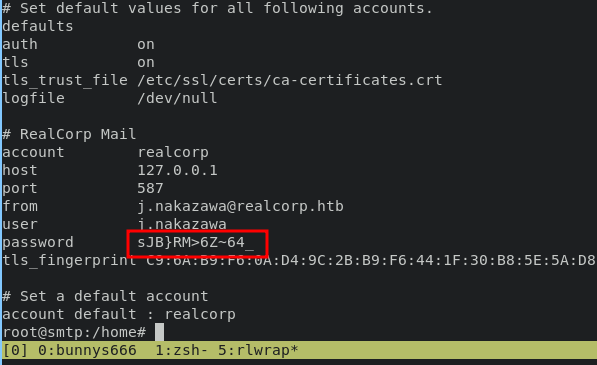 # Set default values for all following accounts.
defaults
auth on
tls on
tls_trust_file /etc/ssl/certs/ca-certificates.crt
logfile /dev/null
# RealCorp Mail
account realcorp
host 127.0.0.1
port 587
from j.nakazawa@realcorp.htb
user j.nakazawa
password sJB}RM>6Z~64_
tls_fingerprint C9:6A:B9:F6:0A:D4:9C:2B:B9:F6:44:1F:30:B8:5E:5A:D8
# Set a default account
account default : realcorp
root@smtp:/home#
[0] 0:bunnys666 1:zsh- 5:rlwrap*